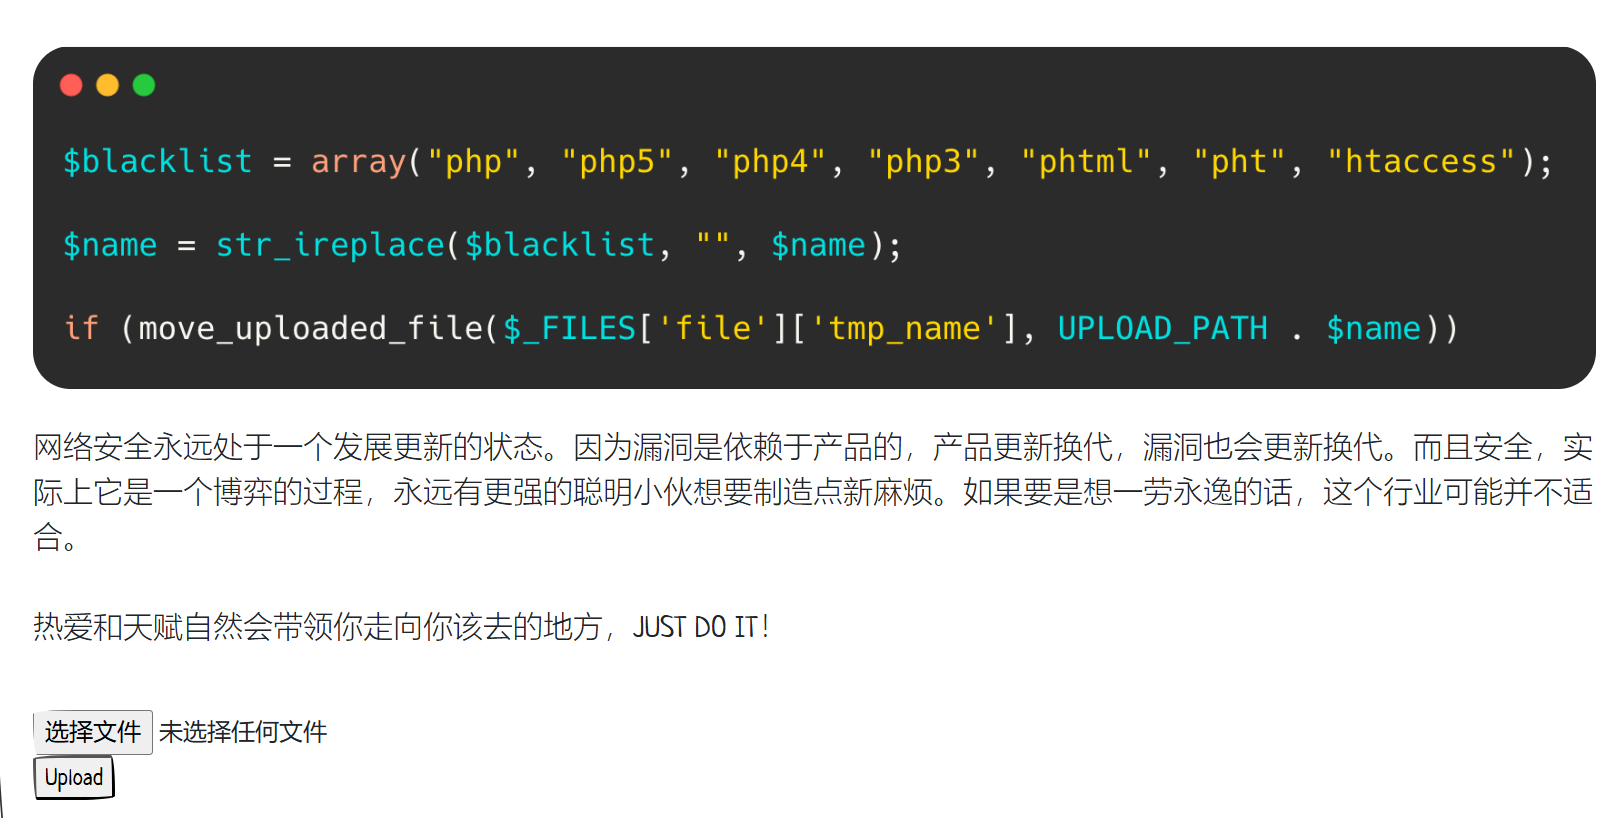 $blacklist = array("php", "php5", "php4", "php3", "phtml", "pht", "htaccess");
$name = str_ireplace($blacklist, "", $name);
if (move_uploaded_file($_FILES['file']['tmp_name'], UPLOAD_PATH . $name))
网络安全永远处于一个发展更新的状态。因为漏洞是依赖于产品的，产品更新换代，漏洞也会更新换代。而且安全，实
际上它是一个博弈的过程，永远有更强的聪明小伙想要制造点新麻烦。如果要是想一劳永逸的话，这个行业可能并不适
合。
热爱和天赋自然会带领你走向你该去的地方，JUST DO IT！
选择文件 未选择任何文件
Upload